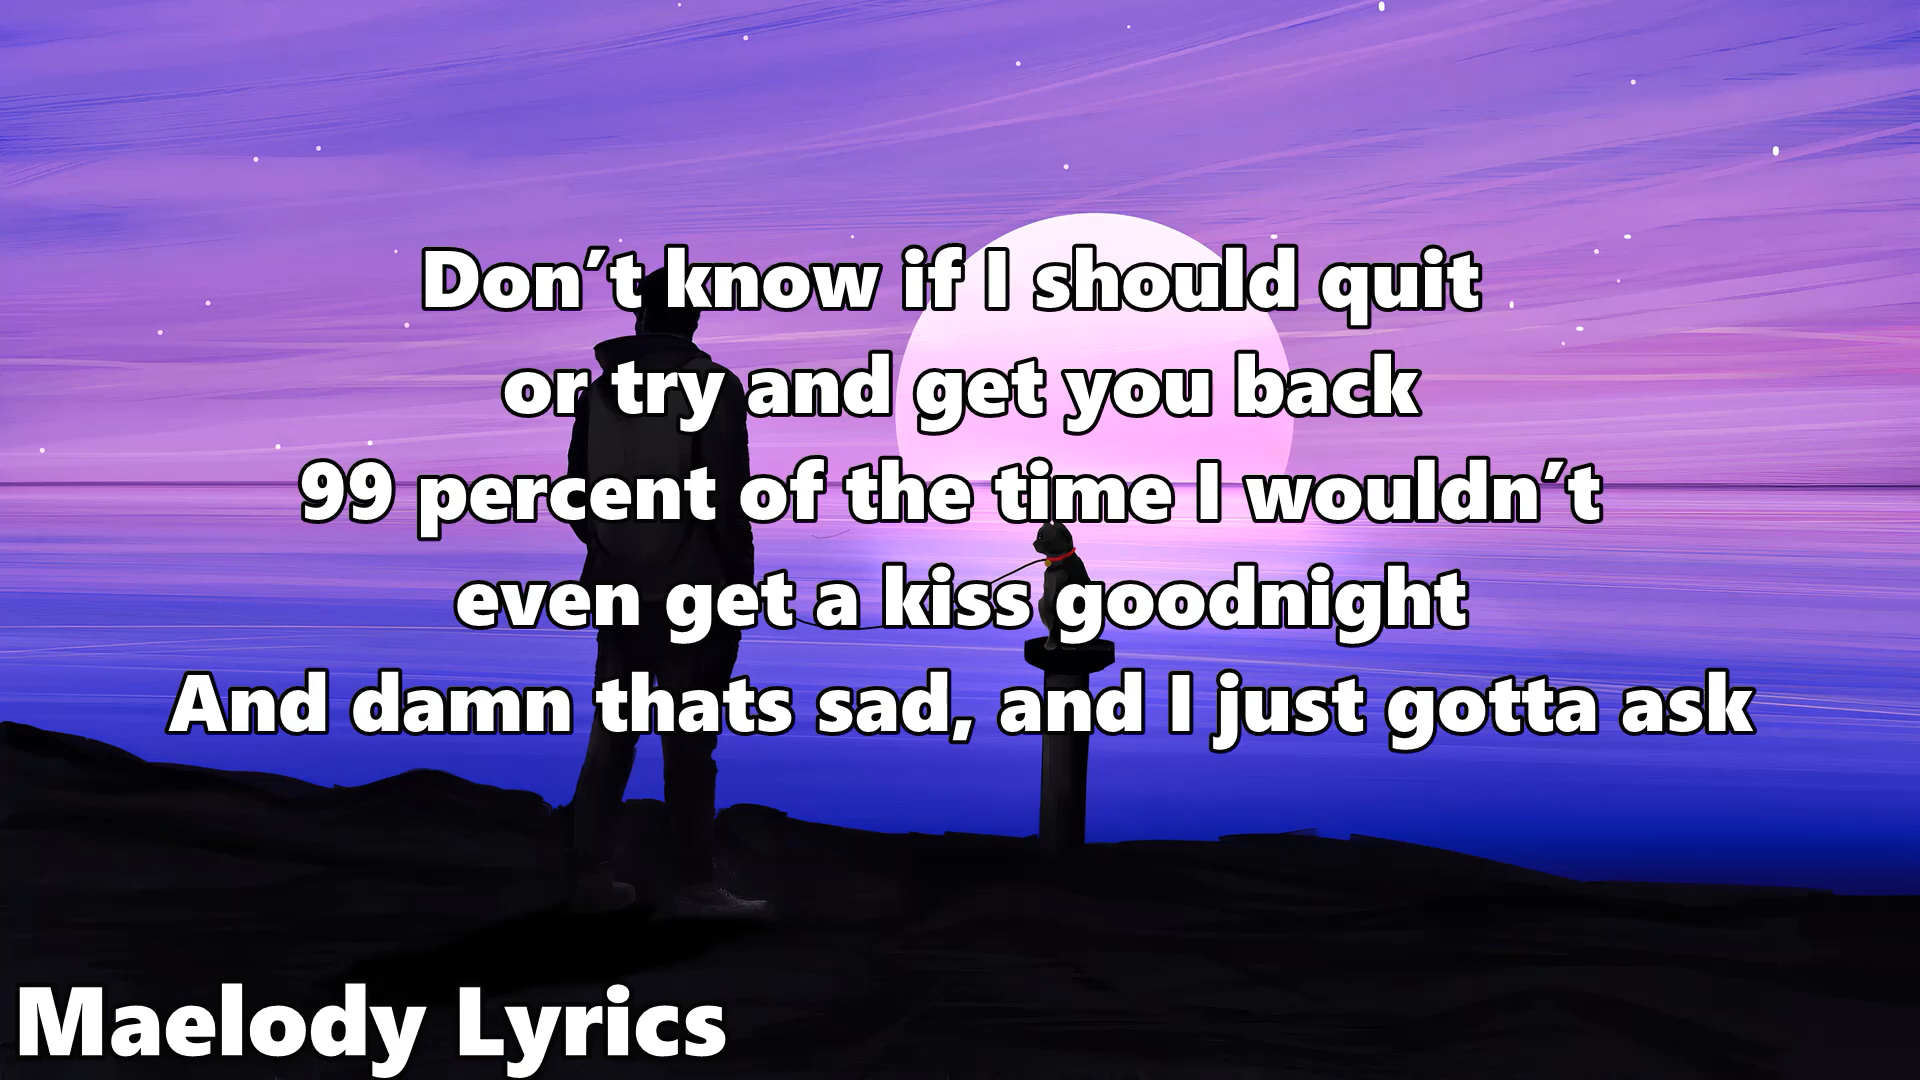 Don’t know if I should quit
or try and get you back
99 percent of the time I wouldn’t
even get a kiss goodnight
And damn thats sad, and I just gotta ask
Maelody Lyrics